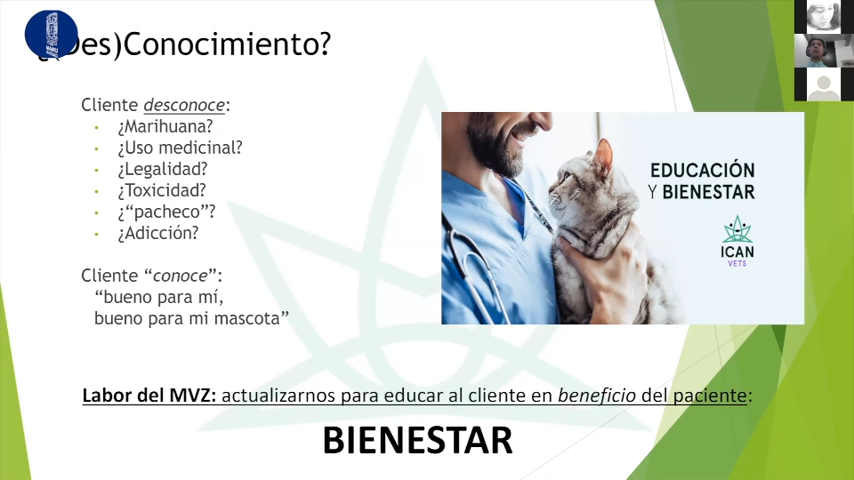 ¿(Des)Conocimiento?
Cliente desconoce:
• ¿Marihuana?
• ¿Uso medicinal?
• ¿Legalidad?
• ¿Toxicidad?
• ¿“pacheco”?
• ¿Adicción?
Cliente “conoce”:
“bueno para mí,
bueno para mi mascota”
EDUCACIÓN
Y BIENESTAR
ICAN
VETS
Labor del MVZ: actualizarnos para educar al cliente en beneficio del paciente:
BIENESTAR